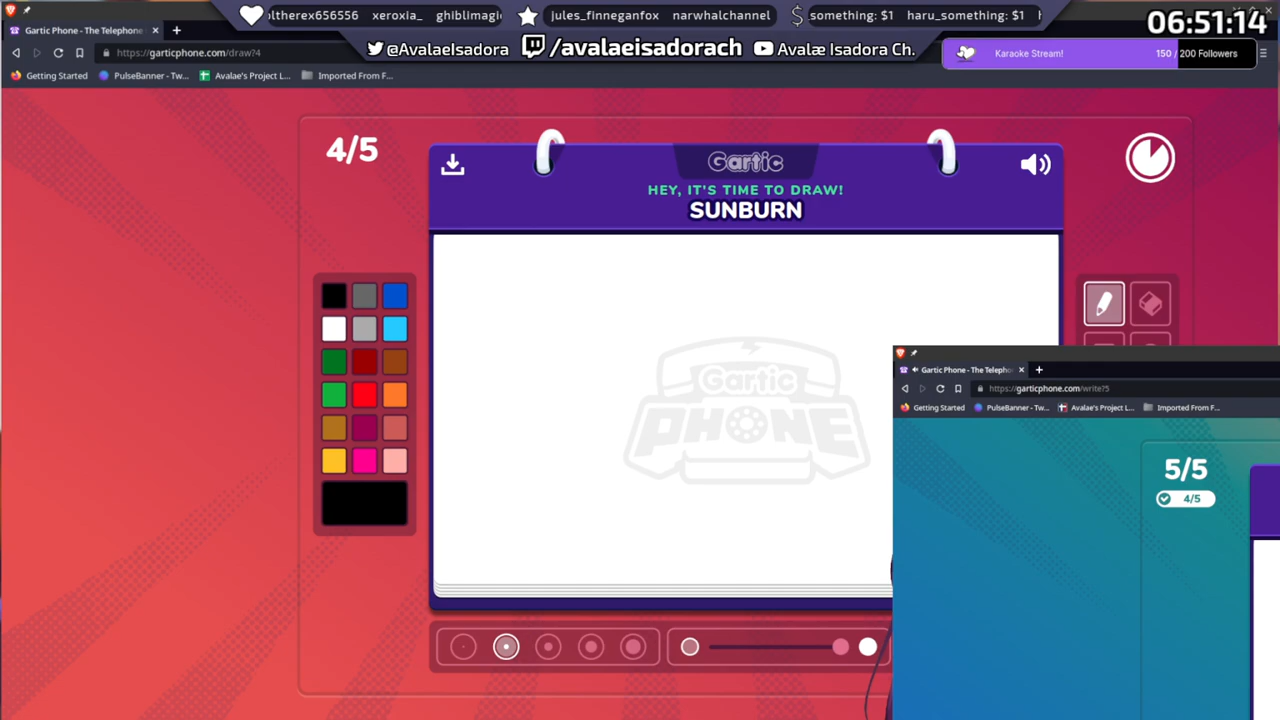 oltherex656556 xeroxia_ ghiblimagi jules_finneganfox narwhalchannel something: $1 haru_something: $1
06:51:14
Gartic Phone - The Telephone
@AvalaeIsadora /avalaeisadorach Avalæ Isadora Ch.
https://garticphone.com/draw?4
Karaoke Stream! 150 / 200 Followers
Getting Started PulseBanner - Tw... Avalae's Project L... Imported From F...
4/5
Gartic
HEY, IT'S TIME TO DRAW!
SUNBURN
Gartic
PHONE
Gartic Phone - The Telepho
https://garticphone.com/write?5
Getting Started PulseBanner - Tw... Avalae's Project L... Imported From F...
5/5
4/5